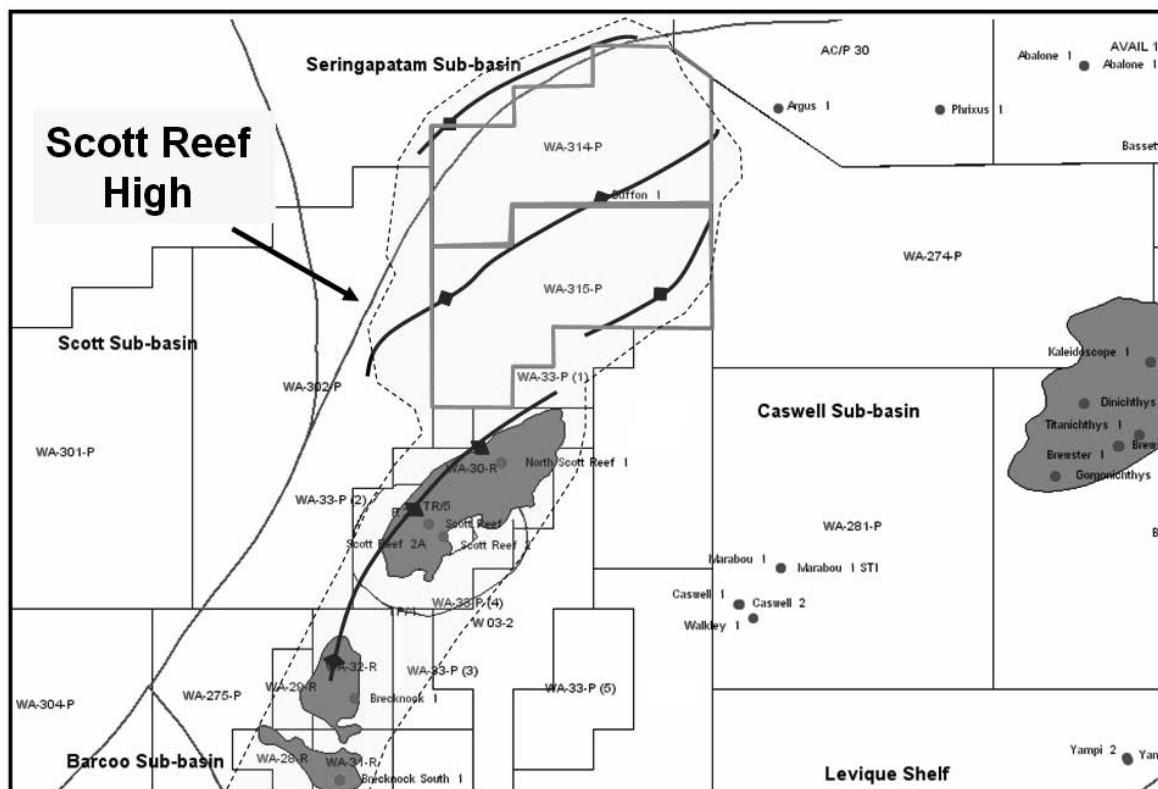 Seringapatam Sub-basin
AC/P 30
Abalone 1
AVAIL 1
Abalone 1
Argus 1
Phrixus 1
Scott Reef
High
WA-314-P
Bassett
Buffon 1
WA-274-P
WA-315-P
Scott Sub-basin
Kaleidoscope 1
WA-302-P
WA-33-P (1)
Caswell Sub-basin
Dinichthys 1
Titanichthys 1
Brews
WA-301-P
WA-30-R
North Scott Reef 1
Brewster 1
Gorgonichthys
WA-33-P (2)
TR/5
Scott Reef
WA-281-P
Scott Reef 2A
Scott Reef 2
Marabou 1
Marabou 1 ST1
Caswell 1
Caswell 2
WA-33-P (4)
W 03-2
Walkley 1
WA-32-R
WA-33-P (3)
WA-29-R
WA-275-P
WA-33-P (5)
WA-304-P
Brecknock 1
Barcoo Sub-basin
WA-28-R
WA-31-R
Yampi 2
Yam
Brecknock South 1
Levique Shelf